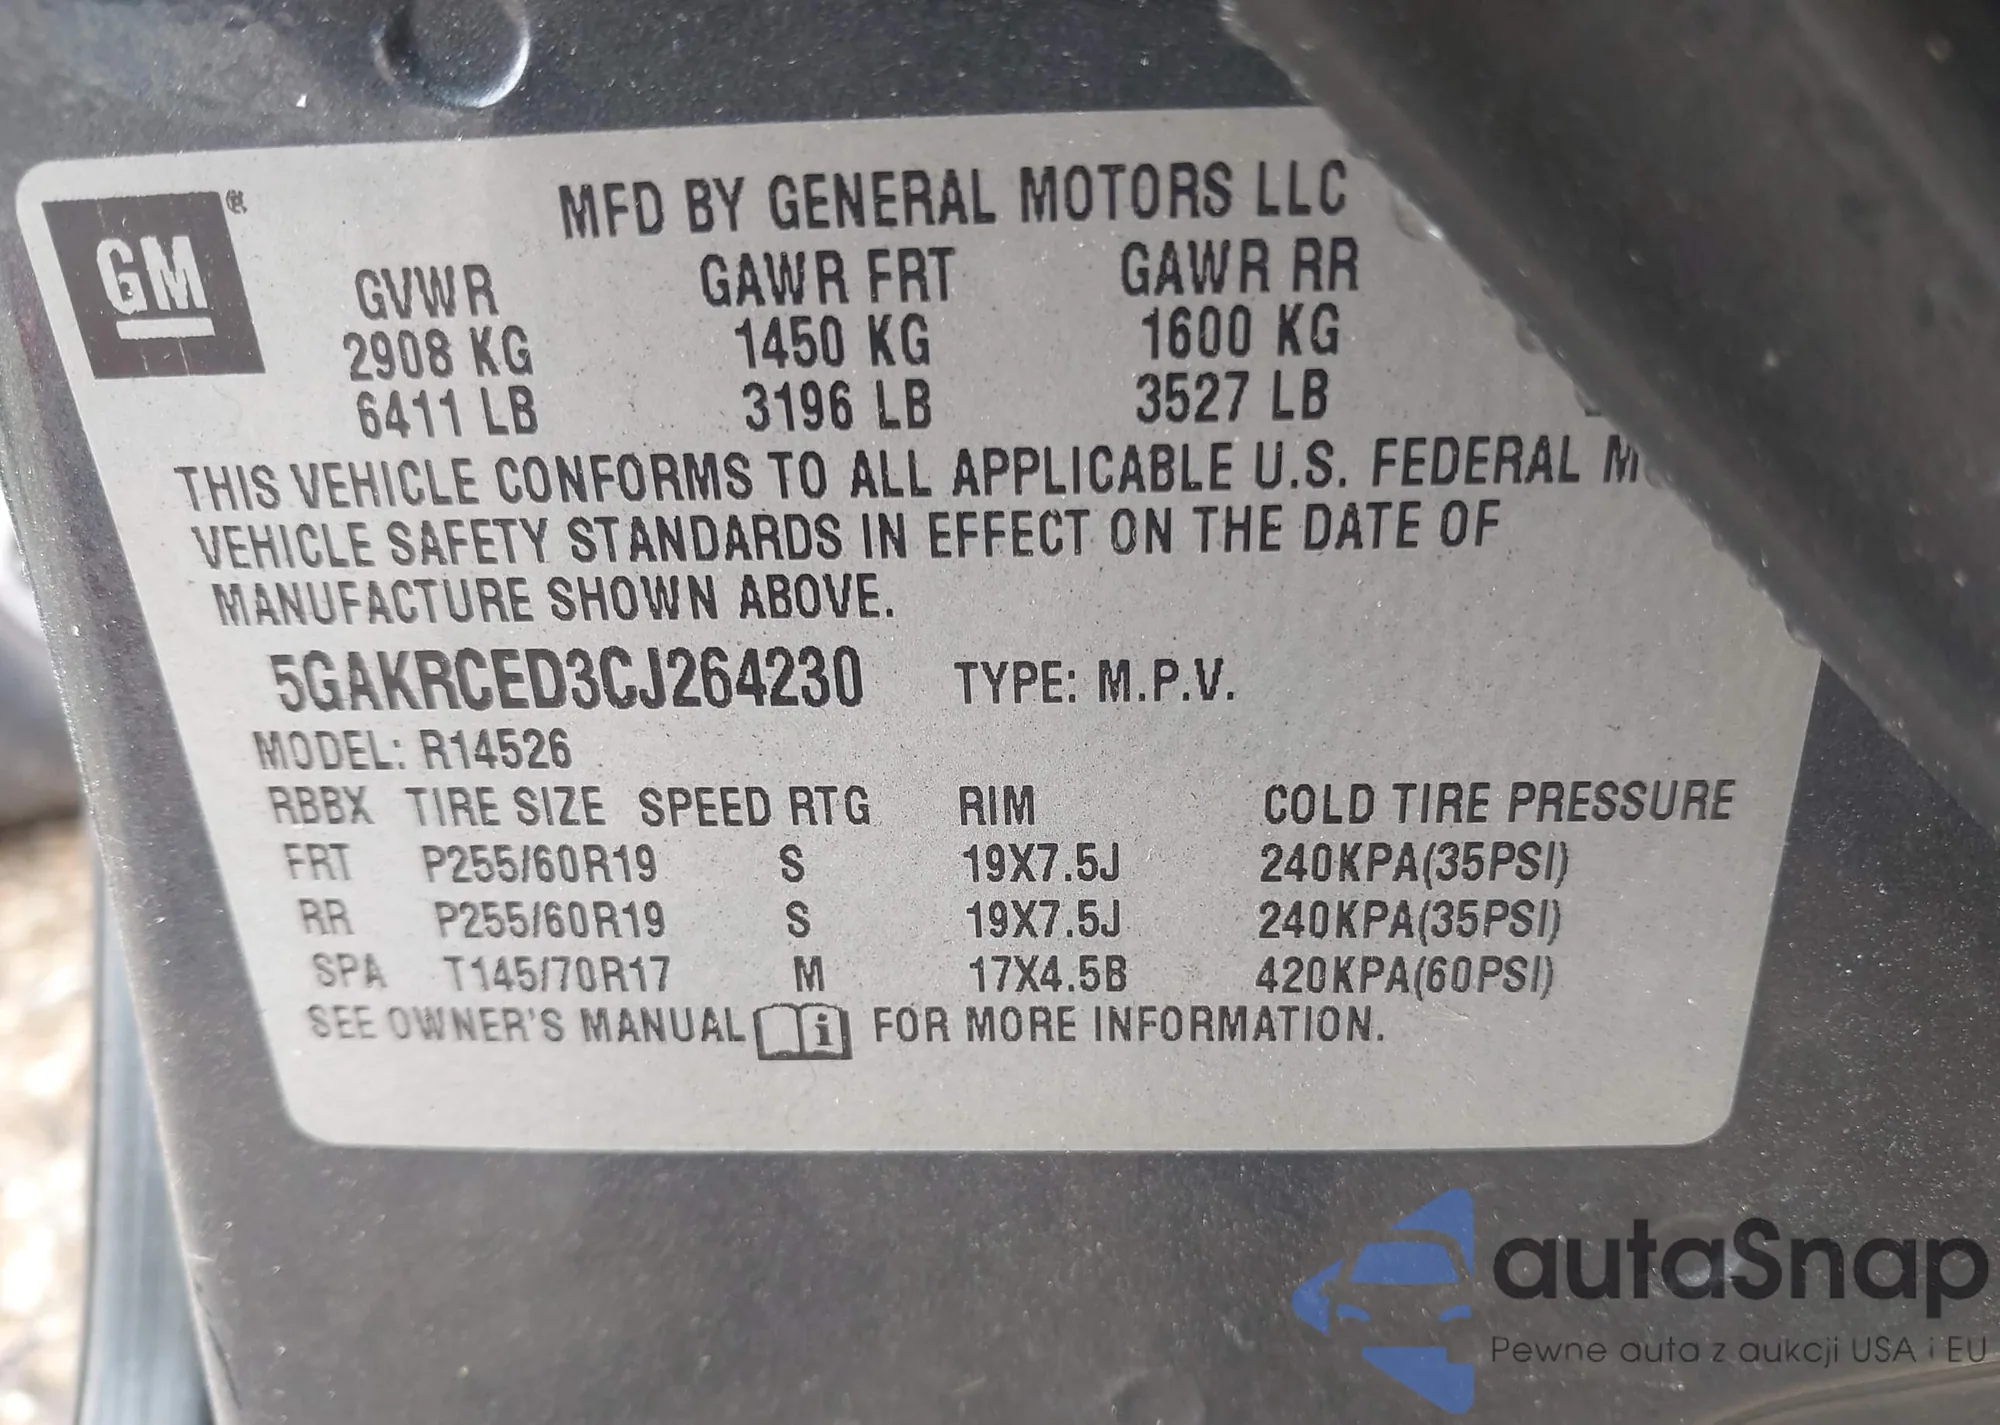 MFD BY GENERAL MOTORS LLC
GM ®
GVWR GAWR FRT GAWR RR
2908 KG 1450 KG 1600 KG
6411 LB 3196 LB 3527 LB
THIS VEHICLE CONFORMS TO ALL APPLICABLE U.S. FEDERAL
VEHICLE SAFETY STANDARDS IN EFFECT ON THE DATE OF
MANUFACTURE SHOWN ABOVE.
5GAKRCED3CJ264230 TYPE: M.P.V.
MODEL: R14526
RBBX TIRE SIZE SPEED RTG RIM COLD TIRE PRESSURE
FRT P255/60R19 S 19X7.5J 240KPA(35PSI)
RR P255/60R19 S 19X7.5J 240KPA(35PSI)
SPA T145/70R17 M 17X4.5B 420KPA(60PSI)
SEE OWNER'S MANUAL i FOR MORE INFORMATION.
autaSnap
Pewne auta z aukcji USA i EU